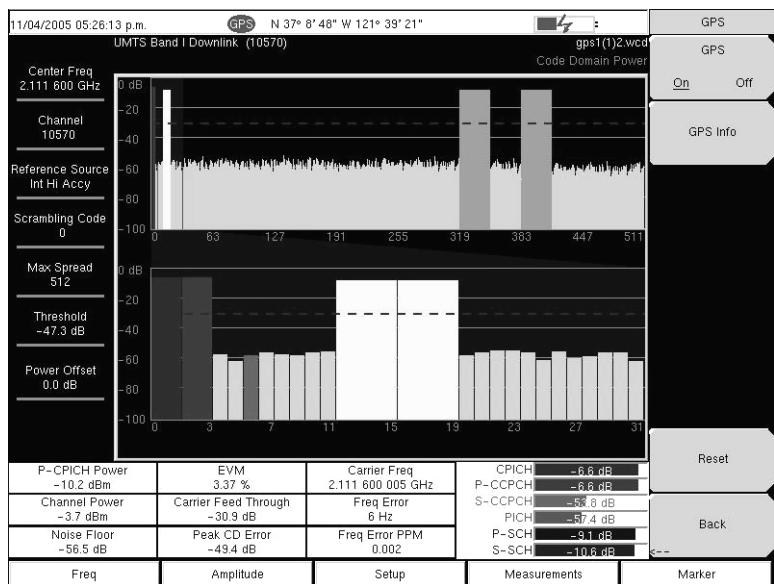 11/04/2005 05:26:13 p.m.
GPS
N 37° 8' 48" W 121° 39' 21"
GPS
UMTS Band I Downlink (10570)
gps1(1)2.wcd
Code Domain Power
Center Freq
2.111 600 GHz
Channel
10570
Reference Source
Int Hi Accy
Scrambling Code
0
Max Spread
512
Threshold
-47.3 dB
Power Offset
0.0 dB
0 dB
-20
-40
-60
-80
-100
0 63 127 191 255 319 383 447 511
0 dB
-20
-40
-60
-80
-100
0 3 7 11 15 19 23 27 31
GPS
On Off
GPS Info
Reset
Back
<--
P-CPICH Power
-10.2 dBm
EVM
3.37 %
Carrier Freq
2.111 600 005 GHz
Channel Power
-3.7 dBm
Carrier Feed Through
-30.9 dB
Freq Error
6 Hz
Noise Floor
-56.5 dB
Peak CD Error
-49.4 dB
Freq Error PPM
0.002
CPICH -6.6 dB
P-CCPCH -6.6 dB
S-CCPCH -53.8 dB
PICH -57.4 dB
P-SCH -9.1 dB
S-SCH -10.6 dB
Freq Amplitude Setup Measurements Marker